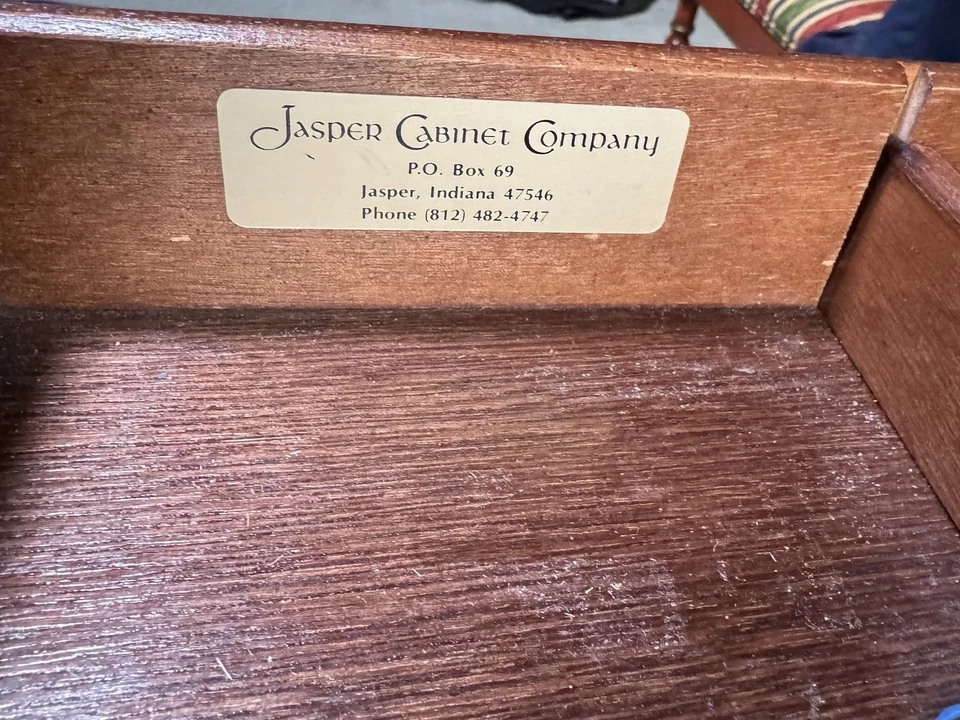 Jasper Cabinet Company
P.O. Box 69
Jasper, Indiana 47546
Phone (812) 482-4747